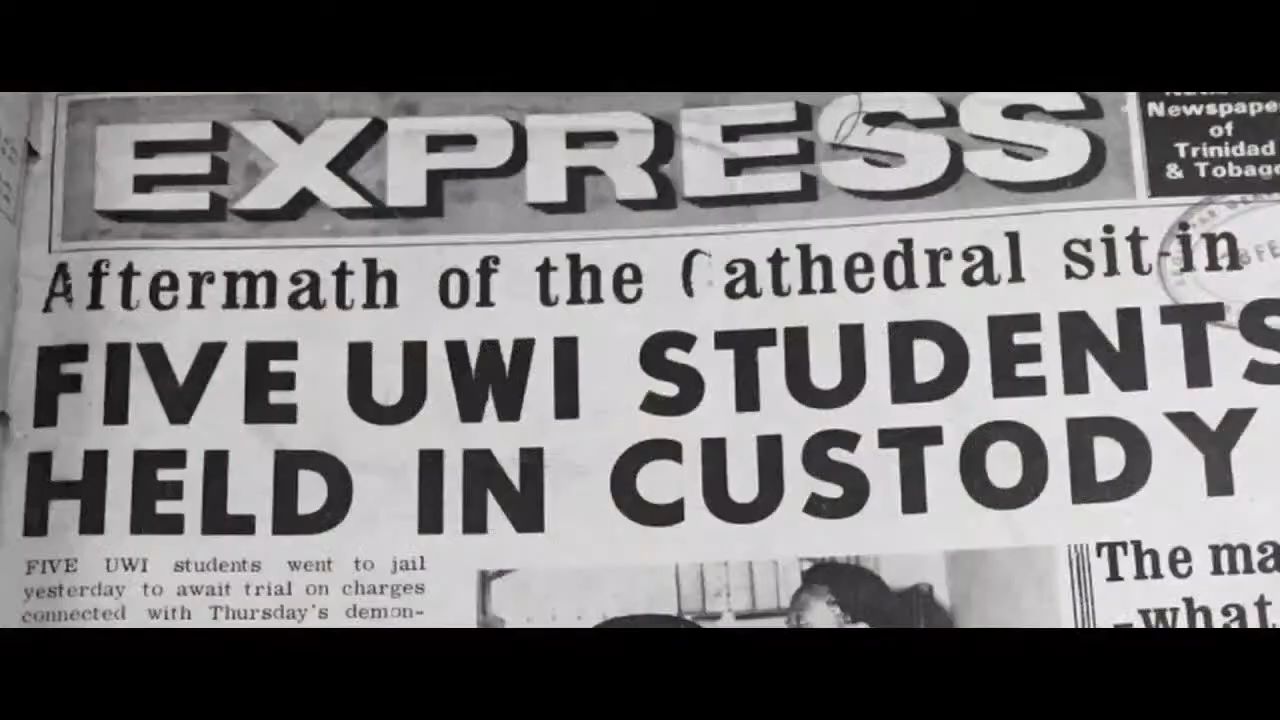 EXPRESS
Newspape
of
Trinidad
& Tobago
Aftermath of the Cathedral sit-in
FIVE UWI STUDENTS
HELD IN CUSTODY
FIVE UWI students went to jail
yesterday to await trial on charges
connected with Thursday's demon-
The ma
-what